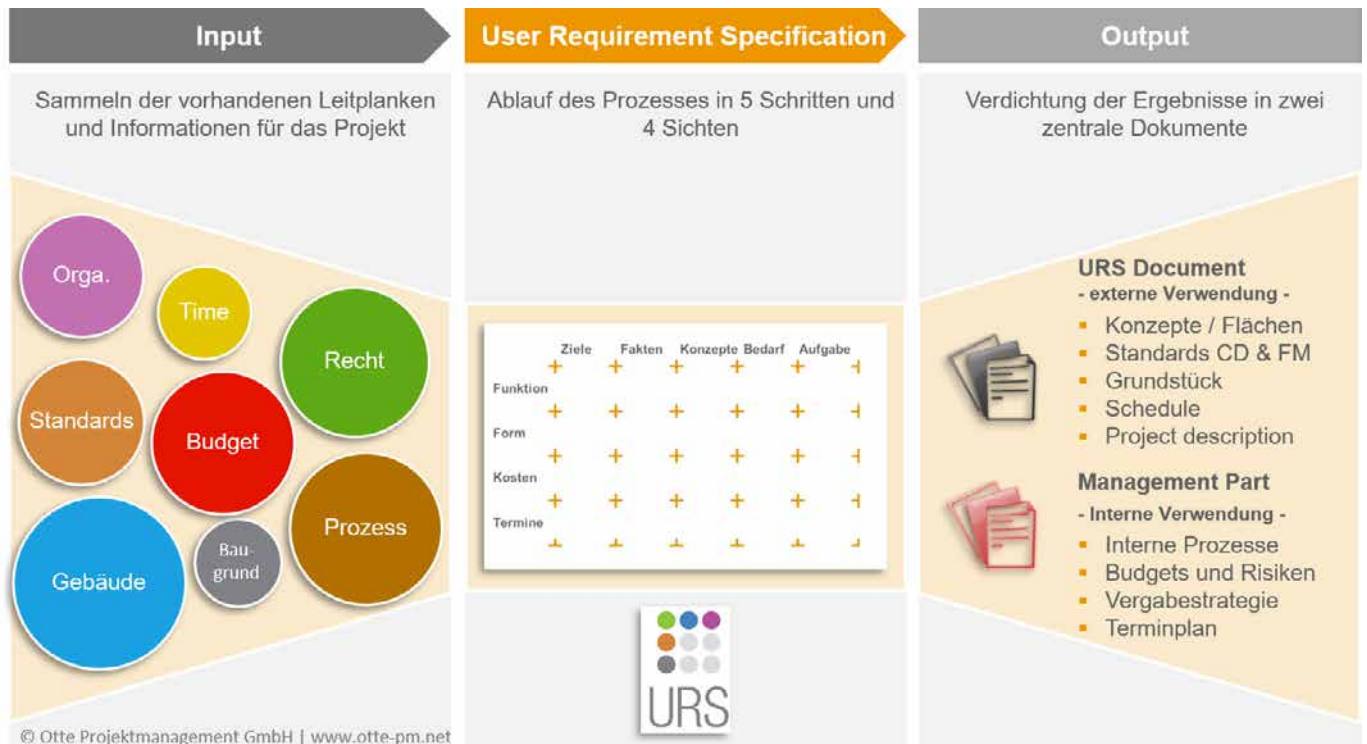 Input
User Requirement Specification
Output
Sammeln der vorhandenen Leitplanken
und Informationen für das Projekt
Ablauf des Prozesses in 5 Schritten und
4 Sichten
Verdichtung der Ergebnisse in zwei
zentrale Dokumente
Orga.
Time
Recht
Standards
Budget
Prozess
Gebäude
Bau-
grund
Ziele Fakten Konzepte Bedarf Aufgabe
Funktion
Form
Kosten
Termine
URS
URS Document
- externe Verwendung -
Konzepte / Flächen
Standards CD & FM
Grundstück
Schedule
Project description
Management Part
- Interne Verwendung -
Interne Prozesse
Budgets und Risiken
Vergabestrategie
Terminplan
© Otte Projektmanagement GmbH | www.otte-pm.net